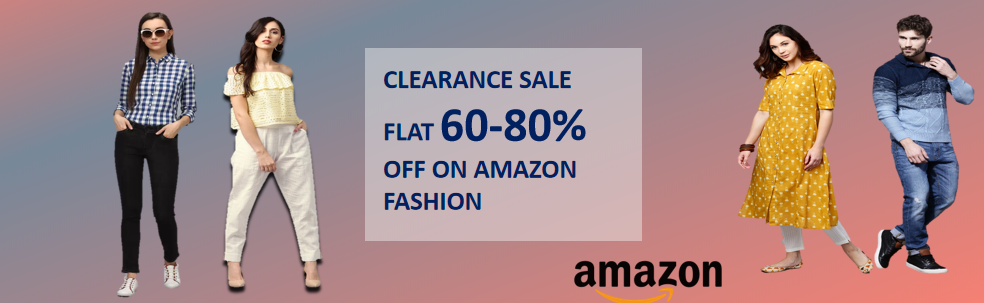 CLEARANCE SALE
FLAT 60-80%
OFF ON AMAZON
FASHION
amazon